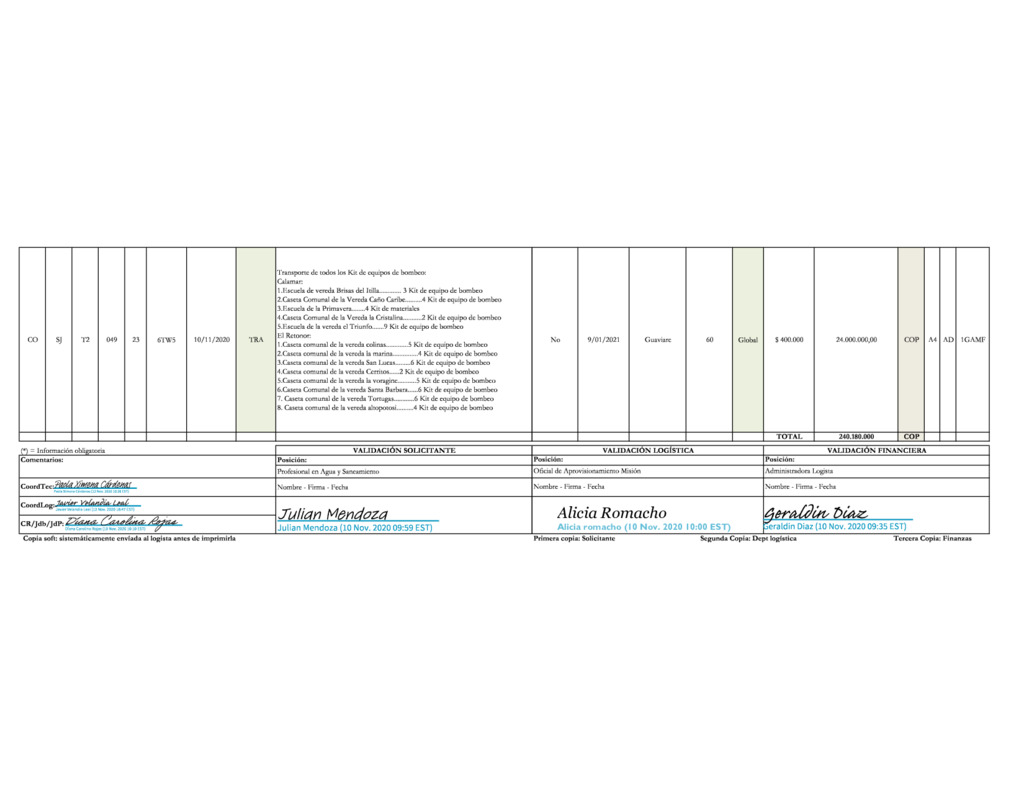 Transporte de todos los Kit de equipos de bombeo:
Calamar:
1.Escuela de vereda Brisas del Itilla............ 3 Kit de equipo de bombeo
2.Caseta Comunal de la Vereda Caño Caribe.........4 Kit de equipo de bombeo
3.Escuela de la Primavera.......4 Kit de materiales
4.Caseta Comunal de la Vereda la Cristalina..........2 Kit de equipo de bombeo
5.Escuela de la vereda el Triunfo......9 Kit de equipo de bombeo
El Retonor:
1.Caseta comunal de la vereda colinas............5 Kit de equipo de bombeo
2.Caseta comunal de la vereda la marina..............4 Kit de equipo de bombeo
3.Caseta comunal de la vereda San Lucas........6 Kit de equipo de bombeo
4.Caseta comunal de la vereda Cerritos......2 Kit de equipo de bombeo
5.Caseta comunal de la vereda la voragine..........5 Kit de equipo de bombeo
6.Caseta Comunal de la vereda Santa Barbara......6 Kit de equipo de bombeo
7. Caseta comunal de la vereda Tortugas...........6 Kit de equipo de bombeo
8. Caseta comunal de la vereda altopotosi.........4 Kit de equipo de bombeo
CO SJ T2 049 23 6TW5 10/11/2020 TRA No 9/01/2021 Guaviare 60 Global $ 400.000 24.000.000,00 COP A4 AD 1GAMF
TOTAL 240.180.000 COP
(*) = Información obligatoria VALIDACIÓN SOLICITANTE VALIDACIÓN LOGÍSTICA VALIDACIÓN FINANCIERA
Comentarios: Posición: Posición: Posición:
Profesional en Agua y Saneamiento Oficial de Aprovisionamiento Misión Administradora Logista
CoordTec: Paola Ximena Cárdenas Nombre - Firma - Fecha Nombre - Firma - Fecha Nombre - Firma - Fecha
CoordLog: Javier Velandia Leal
Julian Mendoza Alicia Romacho Geraldin Diaz
CR/Jdb/JdP: Diana Carolina Rojas
Julian Mendoza (10 Nov. 2020 09:59 EST) Alicia romacho (10 Nov. 2020 10:00 EST) Geraldin Diaz (10 Nov. 2020 09:35 EST)
Copia soft: sistemáticamente enviada al logista antes de imprimirla Primera copia: Solicitante Segunda Copia: Dept logística Tercera Copia: Finanzas